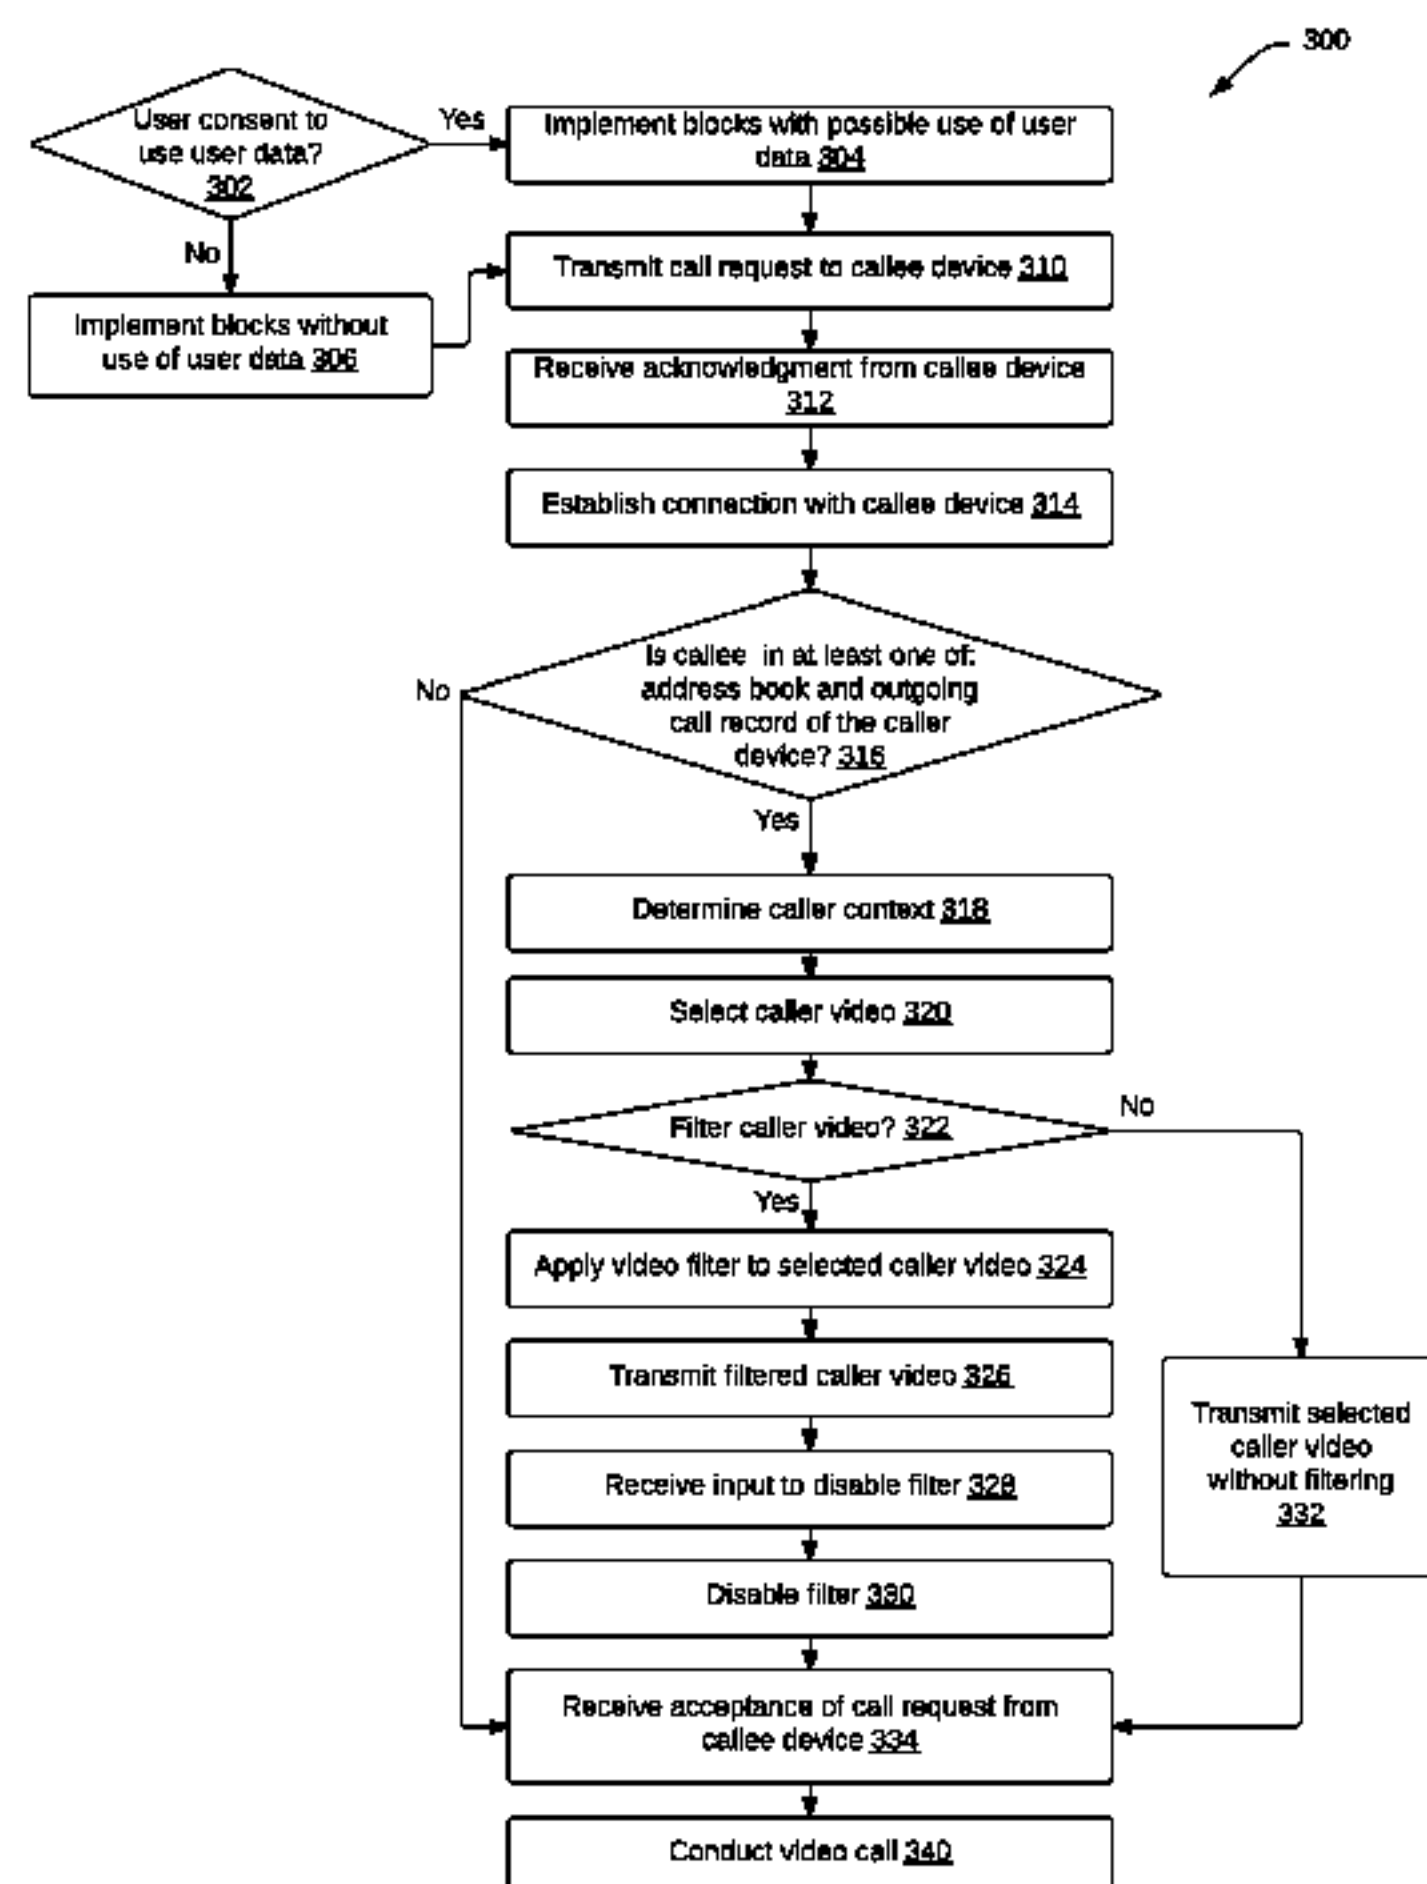 300
User consent to
use user data?
302
Yes
Implement blocks with possible use of user
data 304
No
Transmit call request to callee device 310
Implement blocks without
use of user data 306
Receive acknowledgment from callee device
312
Establish connection with callee device 314
Is callee in at least one of:
address book and outgoing
call record of the caller
device? 316
No
Yes
Determine caller context 318
Select caller video 320
Filter caller video? 322
No
Yes
Apply video filter to selected caller video 324
Transmit filtered caller video 326
Transmit selected
caller video
without filtering
332
Receive input to disable filter 328
Disable filter 330
Receive acceptance of call request from
callee device 334
Conduct video call 340